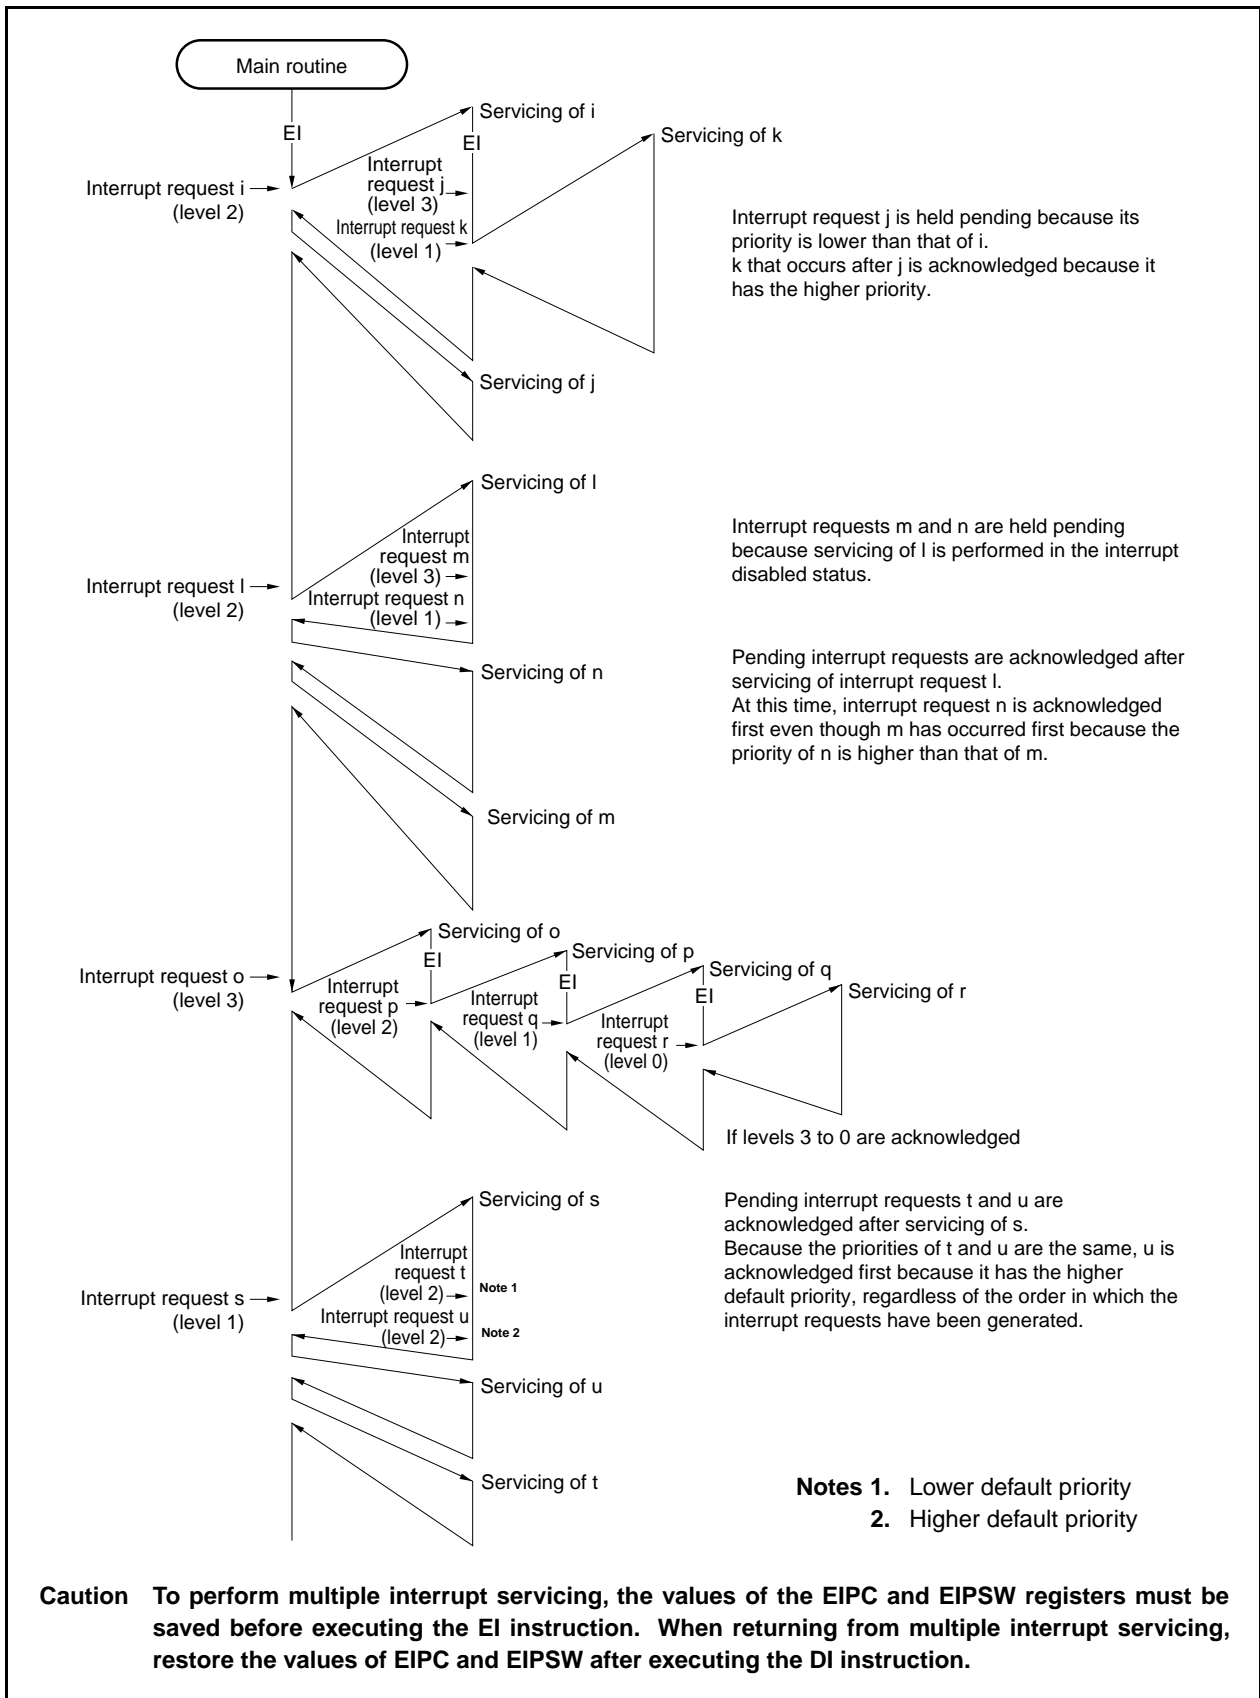 Main routine
EI
Interrupt request i
(level 2)
Servicing of i
EI
Interrupt
request j
(level 3)
Interrupt request k
(level 1)
Servicing of k
Interrupt request j is held pending because its
priority is lower than that of i.
k that occurs after j is acknowledged because it
has the higher priority.
Servicing of j
Servicing of l
Interrupt
request m
(level 3)
Interrupt request l
(level 2)
Interrupt request n
(level 1)
Interrupt requests m and n are held pending
because servicing of l is performed in the interrupt
disabled status.
Servicing of n
Pending interrupt requests are acknowledged after
servicing of interrupt request l.
At this time, interrupt request n is acknowledged
first even though m has occurred first because the
priority of n is higher than that of m.
Servicing of m
Interrupt request o
(level 3)
Servicing of o
EI
Interrupt
request p
(level 2)
Servicing of p
EI
Interrupt
request q
(level 1)
Servicing of q
EI
Interrupt
request r
(level 0)
Servicing of r
If levels 3 to 0 are acknowledged
Servicing of s
Interrupt
request t
(level 2)
Note 1
Interrupt request s
(level 1)
Interrupt request u
(level 2)
Note 2
Pending interrupt requests t and u are
acknowledged after servicing of s.
Because the priorities of t and u are the same, u is
acknowledged first because it has the higher
default priority, regardless of the order in which the
interrupt requests have been generated.
Servicing of u
Servicing of t
Notes 1. Lower default priority
2. Higher default priority
Caution To perform multiple interrupt servicing, the values of the EIPC and EIPSW registers must be
saved before executing the EI instruction. When returning from multiple interrupt servicing,
restore the values of EIPC and EIPSW after executing the DI instruction.